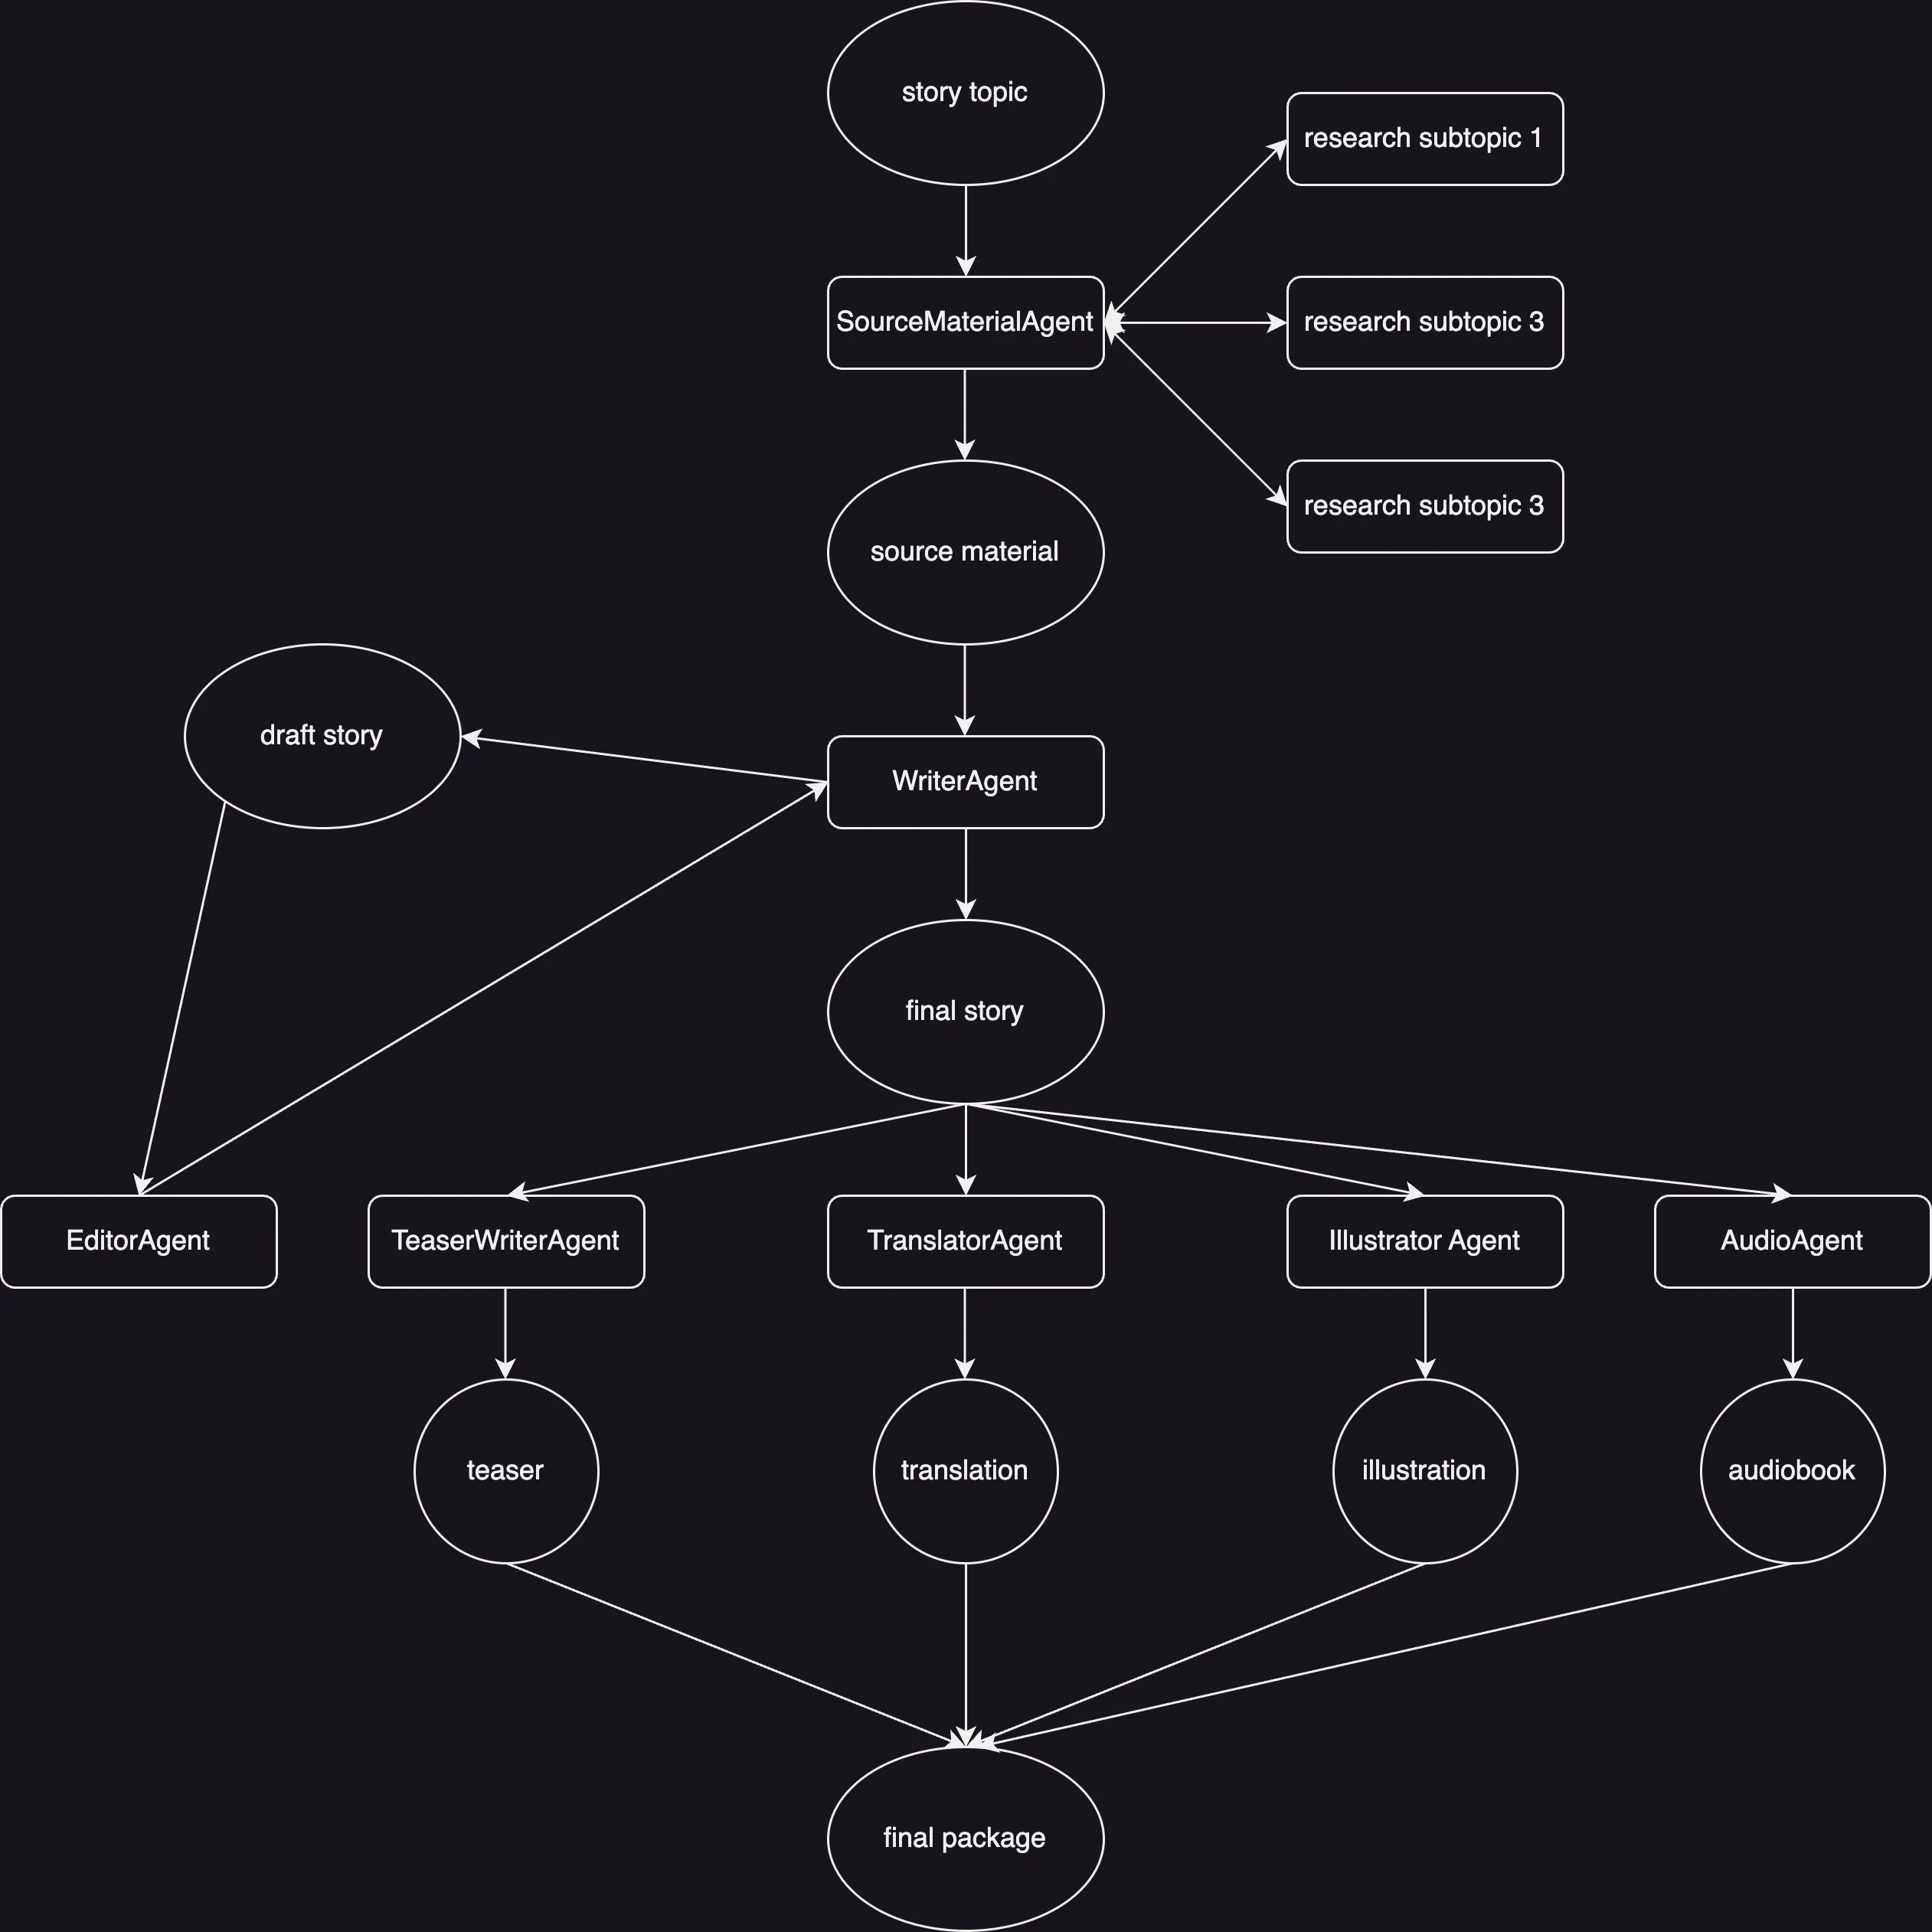 story topic
research subtopic 1
SourceMaterialAgent
research subtopic 3
research subtopic 3
source material
draft story
WriterAgent
final story
EditorAgent
TeaserWriterAgent
TranslatorAgent
Illustrator Agent
AudioAgent
teaser
translation
illustration
audiobook
final package